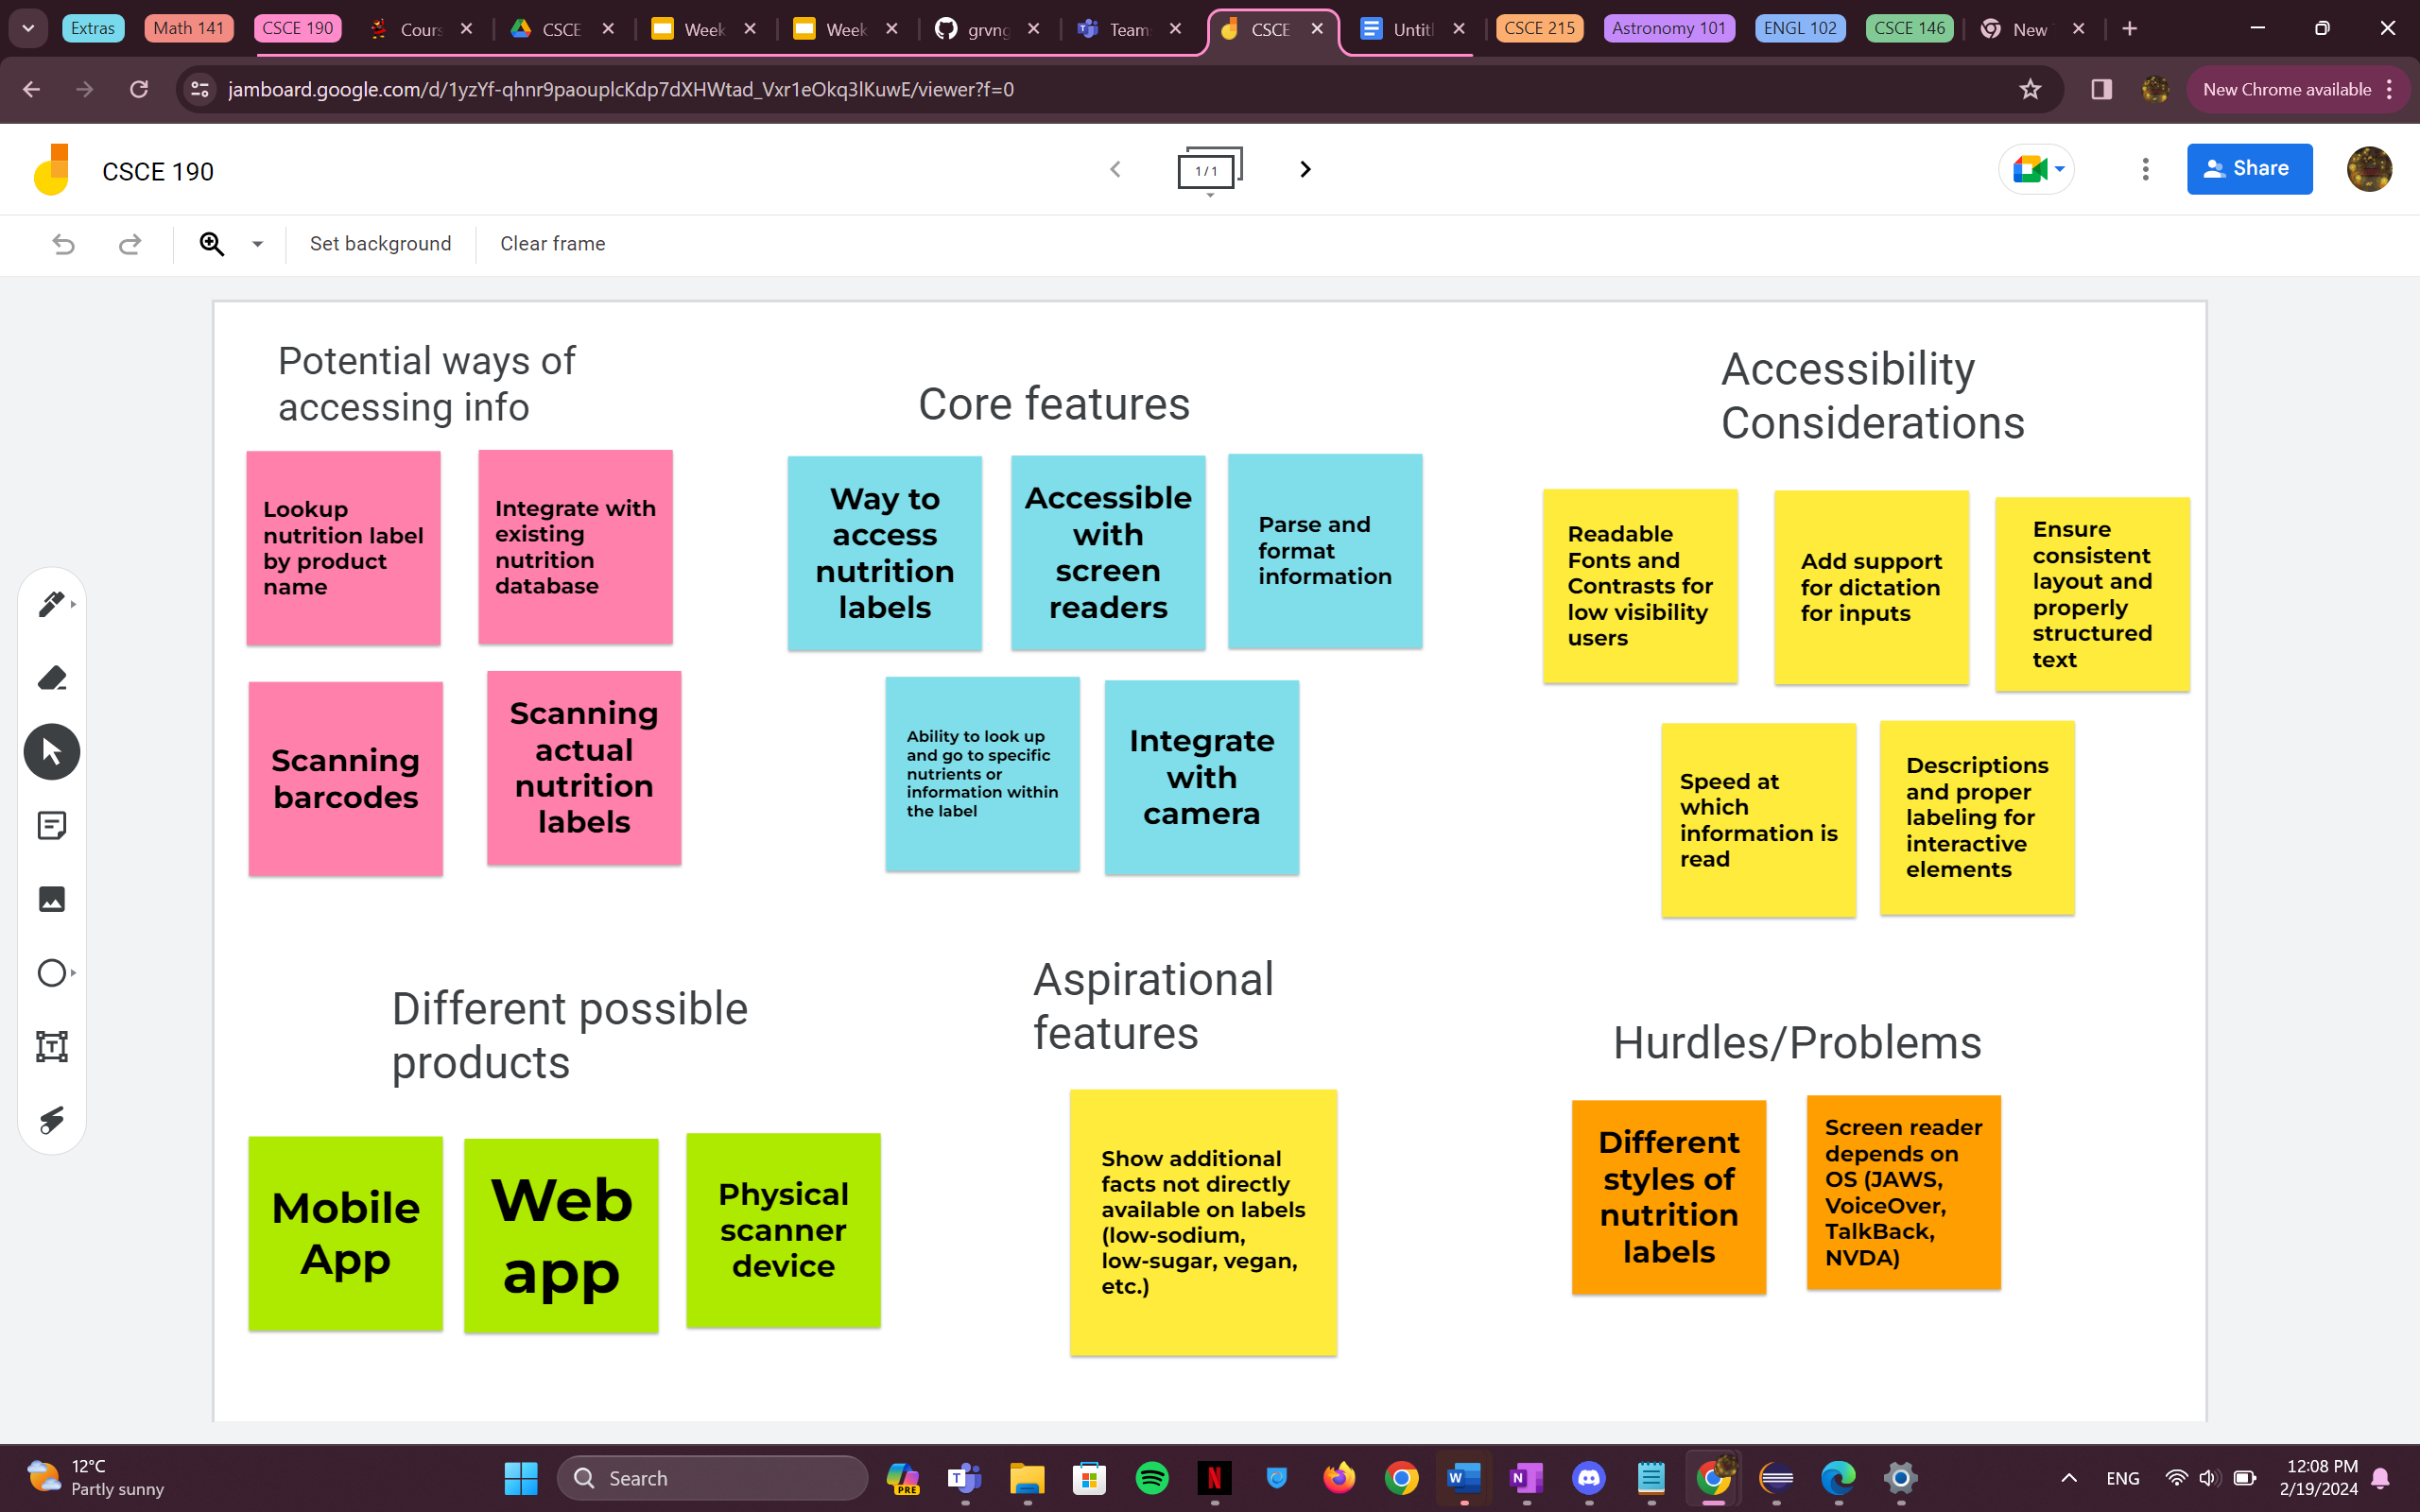 Extras
Math 141
CSCE 190
Cours
CSCE
Week
Week
grvng
Team
CSCE
Untitl
CSCE 215
Astronomy 101
ENGL 102
CSCE 146
New
jamboard.google.com/d/1yzYf-qhnr9paouplcKdp7dXHWtad_Vxr1eOkq3lKuwE/viewer?f=0
New Chrome available
CSCE 190
1 / 1
Share
Set background
Clear frame
Potential ways of
accessing info
Lookup
nutrition label
by product
name
Integrate with
existing
nutrition
database
Scanning
barcodes
Scanning
actual
nutrition
labels
Core features
Way to
access
nutrition
labels
Accessible
with
screen
readers
Parse and
format
information
Ability to look up
and go to specific
nutrients or
information within
the label
Integrate
with
camera
Accessibility
Considerations
Readable
Fonts and
Contrasts for
low visibility
users
Add support
for dictation
for inputs
Ensure
consistent
layout and
properly
structured
text
Speed at
which
information is
read
Descriptions
and proper
labeling for
interactive
elements
Different possible
products
Mobile
App
Web
app
Physical
scanner
device
Aspirational
features
Show additional
facts not directly
available on labels
(low-sodium,
low-sugar, vegan,
etc.)
Hurdles/Problems
Different
styles of
nutrition
labels
Screen reader
depends on
OS (JAWS,
VoiceOver,
TalkBack,
NVDA)
12°C
Partly sunny
Search
PRE
ENG
12:08 PM
2/19/2024